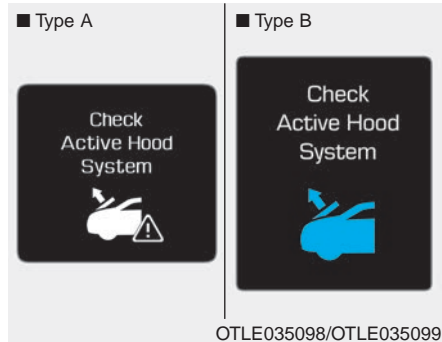 ■ Type A
Check
Active Hood
System
■ Type B
Check
Active Hood
System
OTLE035098/OTLE035099